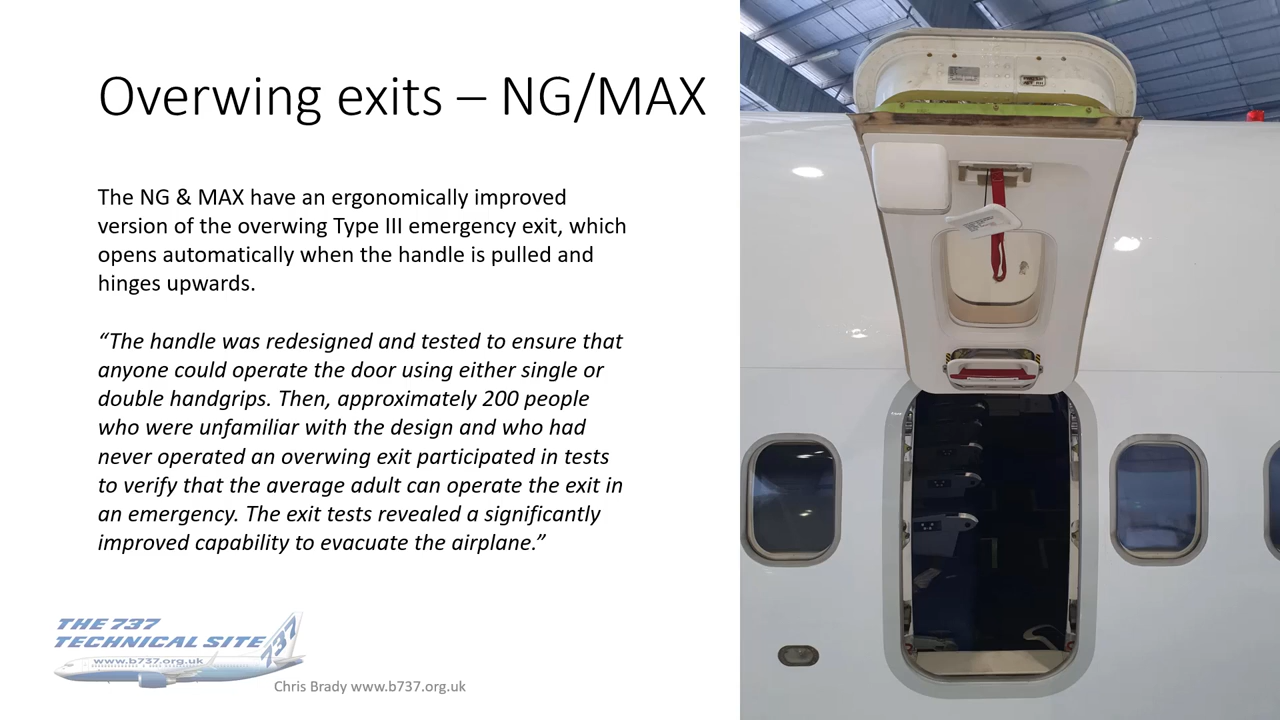 Overwing exits – NG/MAX
The NG & MAX have an ergonomically improved
version of the overwing Type III emergency exit, which
opens automatically when the handle is pulled and
hinges upwards.
“The handle was redesigned and tested to ensure that
anyone could operate the door using either single or
double handgrips. Then, approximately 200 people
who were unfamiliar with the design and who had
never operated an overwing exit participated in tests
to verify that the average adult can operate the exit in
an emergency. The exit tests revealed a significantly
improved capability to evacuate the airplane.”
THE 737
TECHNICAL SITE
737
www.b737.org.uk
Chris Brady www.b737.org.uk